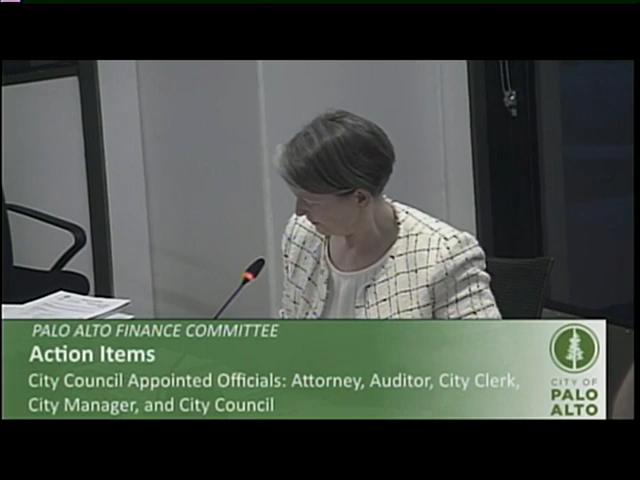 PALO ALTO FINANCE COMMITTEE
Action Items
City Council Appointed Officials: Attorney, Auditor, City Clerk,
City Manager, and City Council
CITY OF
PALO
ALTO